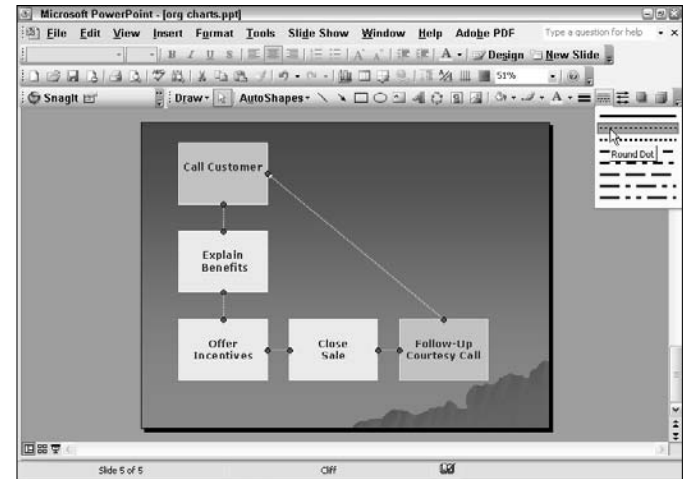 Microsoft PowerPoint - [org charts.ppt]
File Edit View Insert Format Tools Slide Show Window Help Adobe PDF Type a question for help
B I U S A A A Design New Slide
51%
SnagIt Draw AutoShapes A
Round Dot
Call Customer
Explain
Benefits
Offer
Incentives
Close
Sale
Follow-Up
Courtesy Call
Slide 5 of 5 Cliff